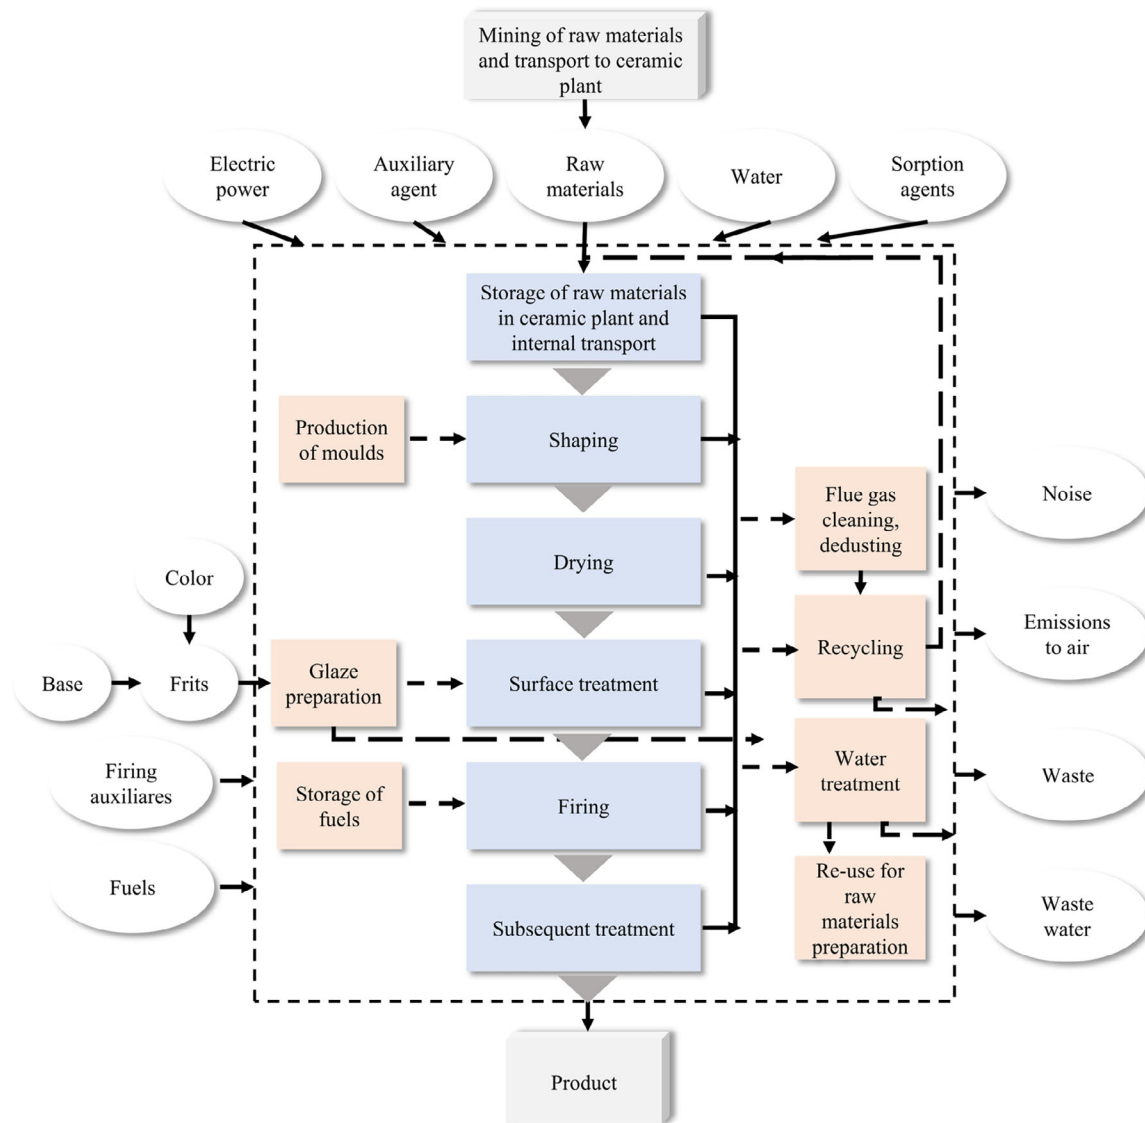 Mining of raw materials
and transport to ceramic
plant
Electric
power
Auxiliary
agent
Raw
materials
Water
Sorption
agents
Storage of raw materials
in ceramic plant and
internal transport
Production
of moulds
Shaping
Flue gas
cleaning,
dedusting
Noise
Drying
Color
Recycling
Emissions
to air
Base
Frits
Glaze
preparation
Surface treatment
Firing
auxiliares
Storage of
fuels
Firing
Water
treatment
Waste
Fuels
Subsequent treatment
Re-use for
raw
materials
preparation
Waste
water
Product